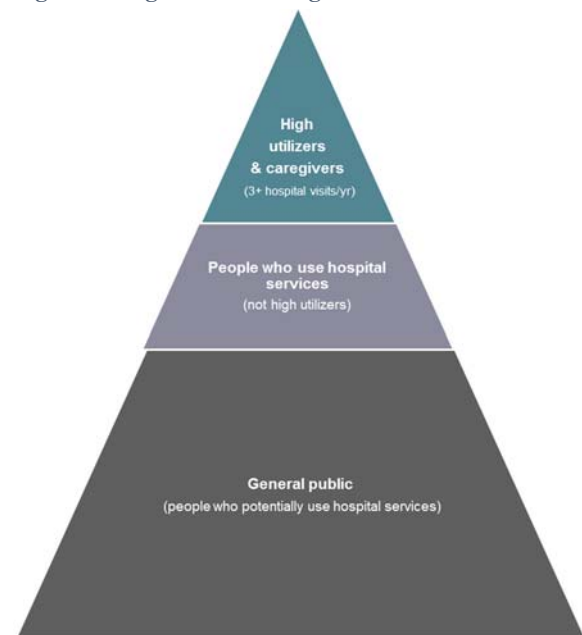 High
utilizers
& caregivers
(3+ hospital visits/yr)
People who use hospital
services
(not high utilizers)
General public
(people who potentially use hospital services)